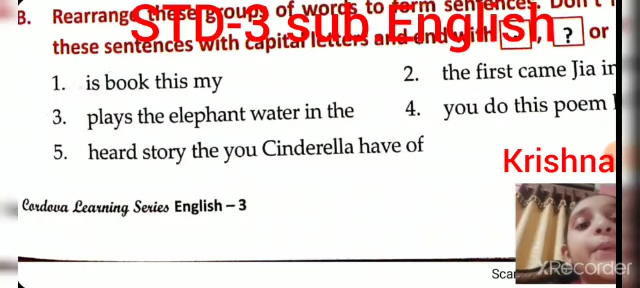 STD-3 sub English
B. Rearrange these groups of words to form sentences. Don't
these sentences with capital letters and end with . , ? or
1. is book this my
2. the first came Jia in
3. plays the elephant water in the
4. you do this poem
5. heard story the you Cinderella have of
Krishna
Cordova Learning Series English – 3
XRecorder